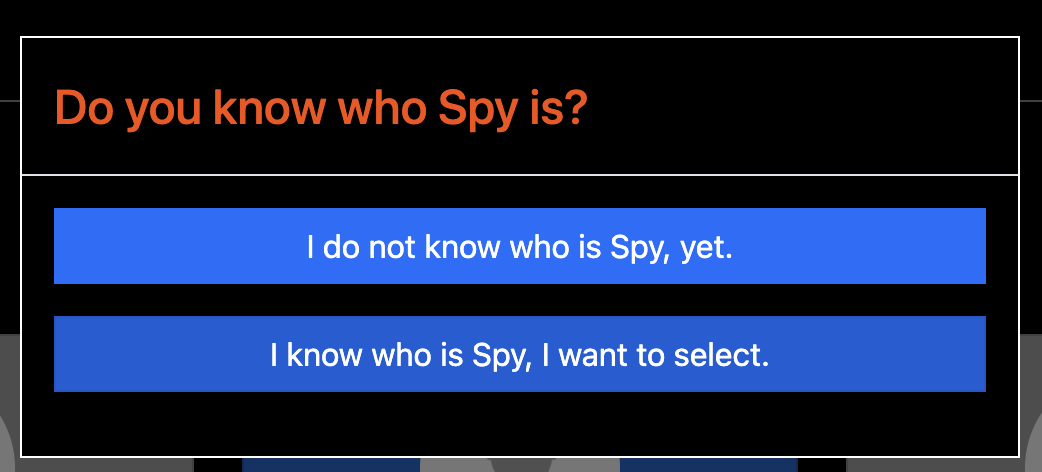 Do you know who Spy is?
I do not know who is Spy, yet.
I know who is Spy, I want to select.